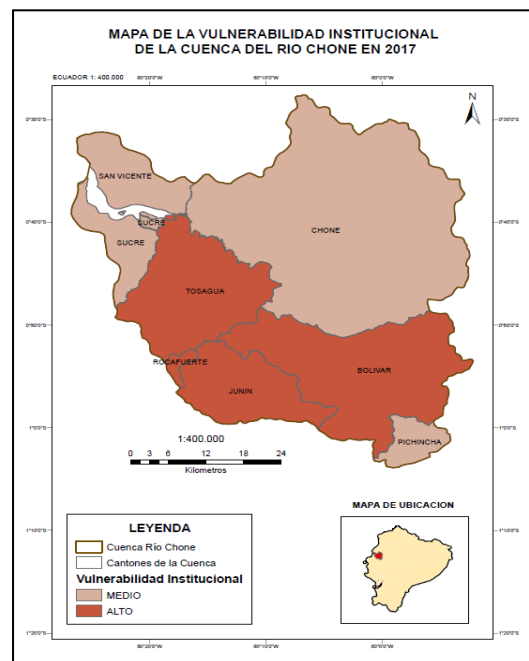 MAPA DE LA VULNERABILIDAD INSTITUCIONAL
DE LA CUENCA DEL RIO CHONE EN 2017
ECUADOR 1: 400.000
80°20'0"W 80°10'0"W 80°0'0"W
N
0°30'0"S 0°30'0"S
SAN VICENTE
0°40'0"S 0°40'0"S
SUCRE
CHONE
SUCRE
TOSAGUA
0°50'0"S 0°50'0"S
ROCAFUERTE
BOLIVAR
JUNIN
1°0'0"S 1°0'0"S
PICHINCHA
1:400.000
0 3 6 12 18 24
Kilometros
MAPA DE UBICACION
LEYENDA
Cuenca Río Chone
Cantones de la Cuenca
Vulnerabilidad Institucional
MEDIO
ALTO
1°10'0"S 1°10'0"S
1°20'0"S 1°20'0"S
80°20'0"W 80°10'0"W 80°0'0"W